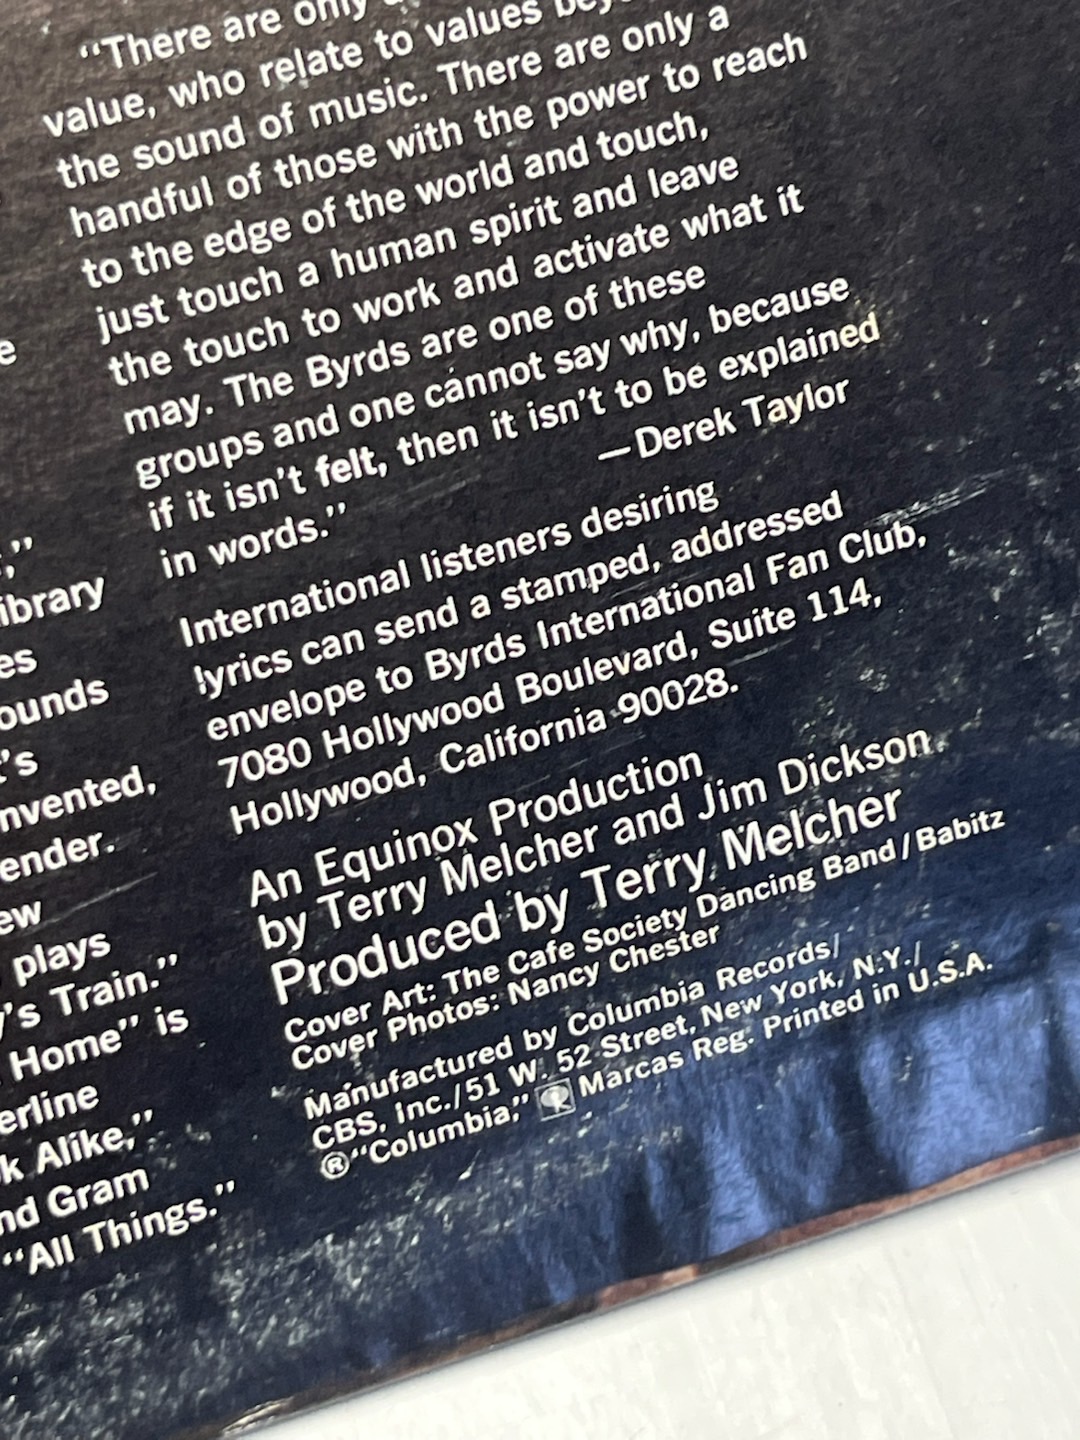 e
,"
ibrary
es
ounds
t's
nvented,
ender.
ew
plays
y's Train."
Home" is
erline
k Alike,"
nd Gram
"All Things."
"There are only
value, who relate to values
the sound of music. There are only a
handful of those with the power to reach
to the edge of the world and touch,
just touch a human spirit and leave
the touch to work and activate what it
may. The Byrds are one of these
groups and one cannot say why, because
if it isn't felt, then it isn't to be explained
in words."
—Derek Taylor
International listeners desiring
lyrics can send a stamped, addressed
envelope to Byrds International Fan Club,
7080 Hollywood Boulevard, Suite 114,
Hollywood, California 90028.
An Equinox Production
by Terry Melcher and Jim Dickson.
Produced by Terry Melcher
Cover Art: The Cafe Society Dancing Band/Babitz
Cover Photos: Nancy Chester
Manufactured by Columbia Records/
CBS, Inc./51 W. 52 Street, New York, N.Y./
®"Columbia," Marcas Reg. Printed in U.S.A.